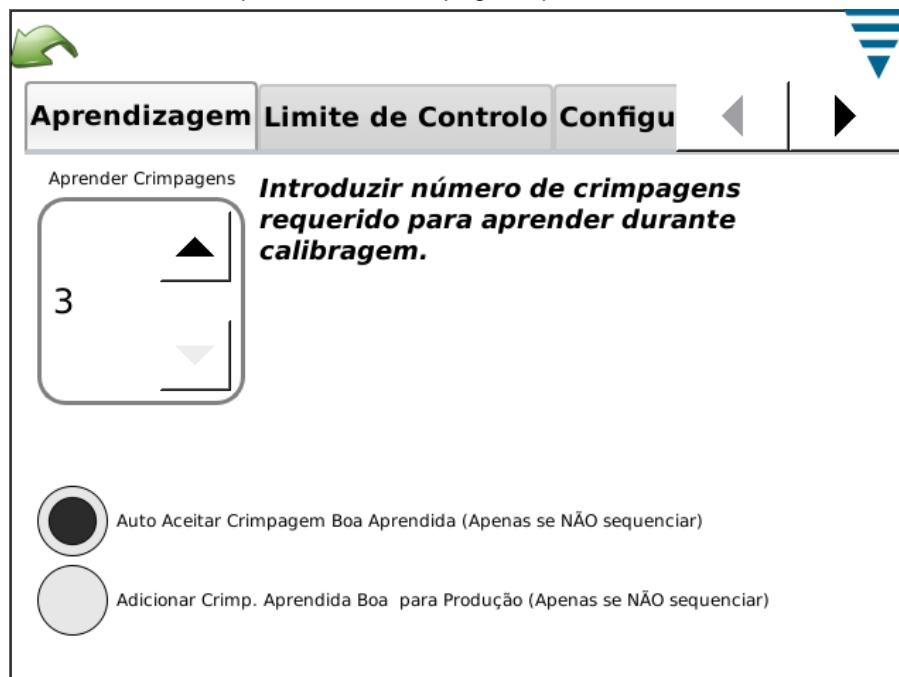 Aprendizagem Limite de Controlo Configu
Aprender Crimpagens
Introduzir número de crimpagens
requerido para aprender durante
calibragem.
3
Auto Aceitar Crimpagem Boa Aprendida (Apenas se NÃO sequenciar)
Adicionar Crimp. Aprendida Boa para Produção (Apenas se NÃO sequenciar)